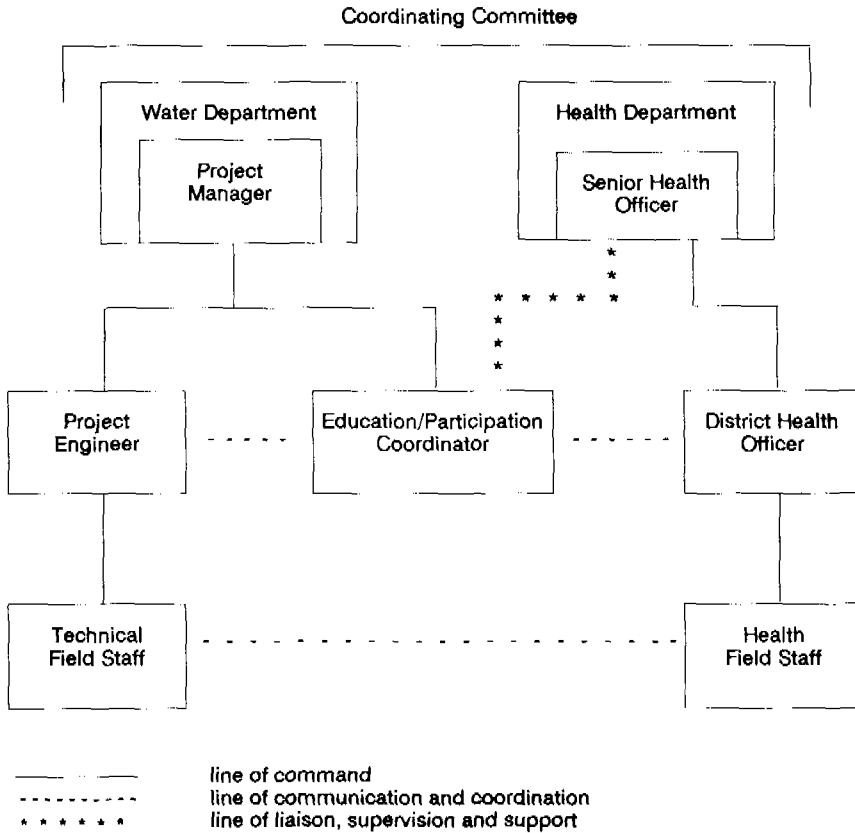 Coordinating Committee
Water Department
Health Department
Project
Manager
Senior Health
Officer
Project
Engineer
Education/Participation
Coordinator
District Health
Officer
Technical
Field Staff
Health
Field Staff
line of command
line of communication and coordination
line of liaison, supervision and support